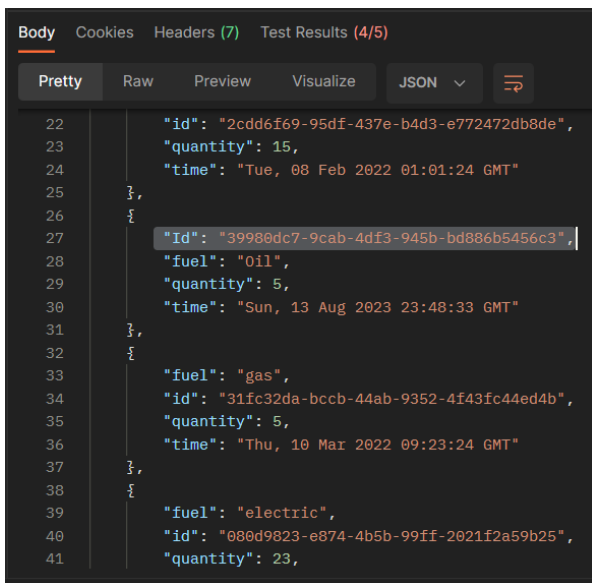 Body Cookies Headers (7) Test Results (4/5)
Pretty Raw Preview Visualize JSON
22 "id": "2cdd6f69-95df-437e-b4d3-e772472db8de",
23 "quantity": 15,
24 "time": "Tue, 08 Feb 2022 01:01:24 GMT"
25 },
26 {
27 "Id": "39980dc7-9cab-4df3-945b-bd886b5456c3",
28 "fuel": "Oil",
29 "quantity": 5,
30 "time": "Sun, 13 Aug 2023 23:48:33 GMT"
31 },
32 {
33 "fuel": "gas",
34 "id": "31fc32da-bccb-44ab-9352-4f43fc44ed4b",
35 "quantity": 5,
36 "time": "Thu, 10 Mar 2022 09:23:24 GMT"
37 },
38 {
39 "fuel": "electric",
40 "id": "080d9823-e874-4b5b-99ff-2021f2a59b25",
41 "quantity": 23,